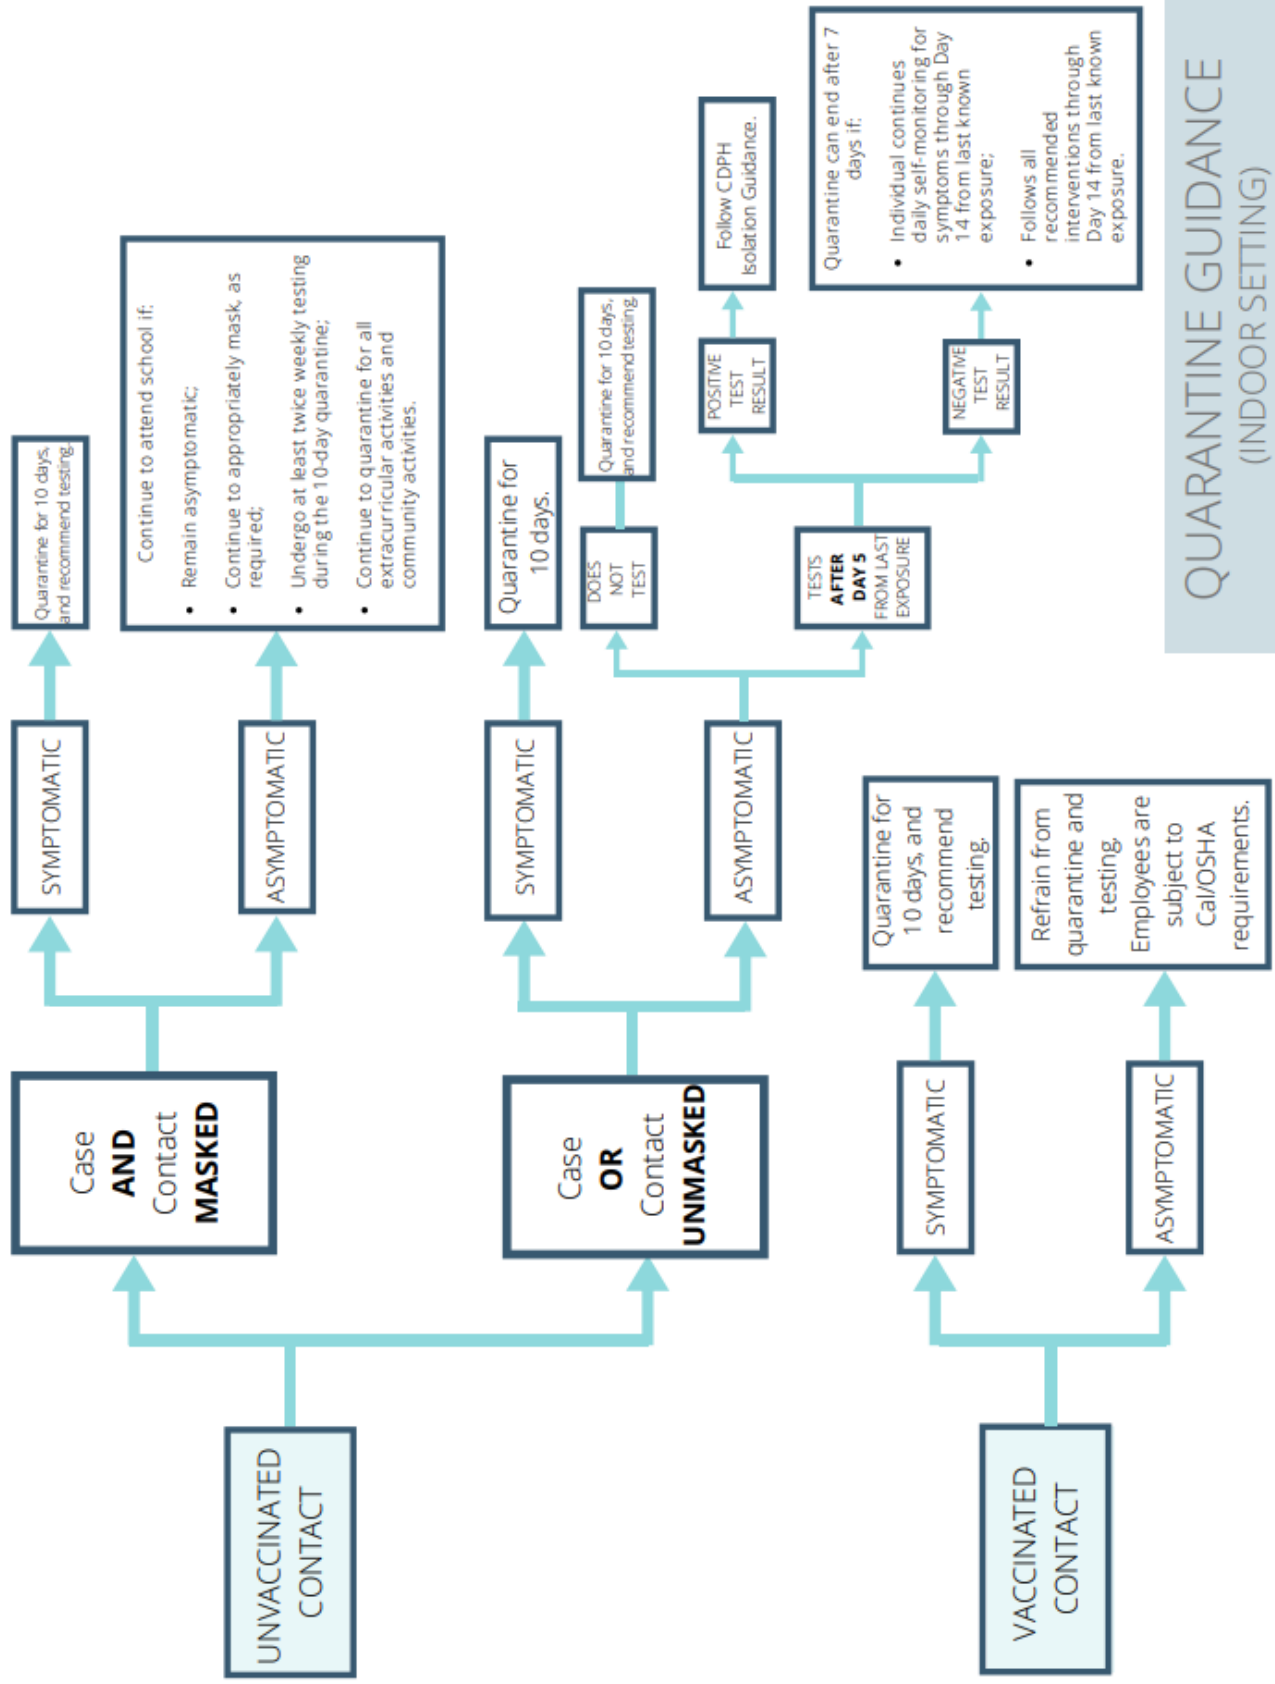 UNVACCINATED
CONTACT
Case
AND
Contact
MASKED
SYMPTOMATIC
Quarantine for 10 days,
and recommend testing.
ASYMPTOMATIC
Continue to attend school if:
• Remain asymptomatic;
• Continue to appropriately mask, as
required;
• Undergo at least twice weekly testing
during the 10-day quarantine;
• Continue to quarantine for all
extracurricular activities and
community activities.
Case
OR
Contact
UNMASKED
SYMPTOMATIC
Quarantine for
10 days.
ASYMPTOMATIC
DOES
NOT
TEST
Quarantine for 10 days,
and recommend testing.
TESTS
AFTER
DAY 5
FROM LAST
EXPOSURE
POSITIVE
TEST
RESULT
Follow CDPH
Isolation Guidance.
NEGATIVE
TEST
RESULT
Quarantine can end after 7
days if:
• Individual continues
daily self-monitoring for
symptoms through Day
14 from last known
exposure;
• Follows all
recommended
interventions through
Day 14 from last known
exposure.
VACCINATED
CONTACT
SYMPTOMATIC
Quarantine for
10 days, and
recommend
testing.
ASYMPTOMATIC
Refrain from
quarantine and
testing.
Employees are
subject to
Cal/OSHA
requirements.
QUARANTINE GUIDANCE
(INDOOR SETTING)